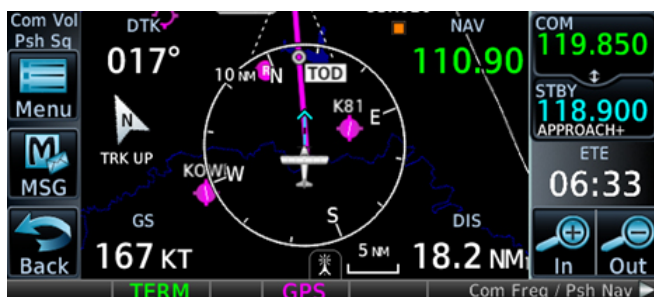 Com Vol
Psh Sq
Menu
MSG
Back
DTK
017°
10 NM
N
TOD
N
TRK UP
K81
E
KOWI
W
S
GS
167 KT
5 NM
NAV
110.90
DIS
18.2 NM
COM
119.850
STBY
118.900
APPROACH+
ETE
06:33
In
Out
TERM
GPS
Com Freq / Psh Nav